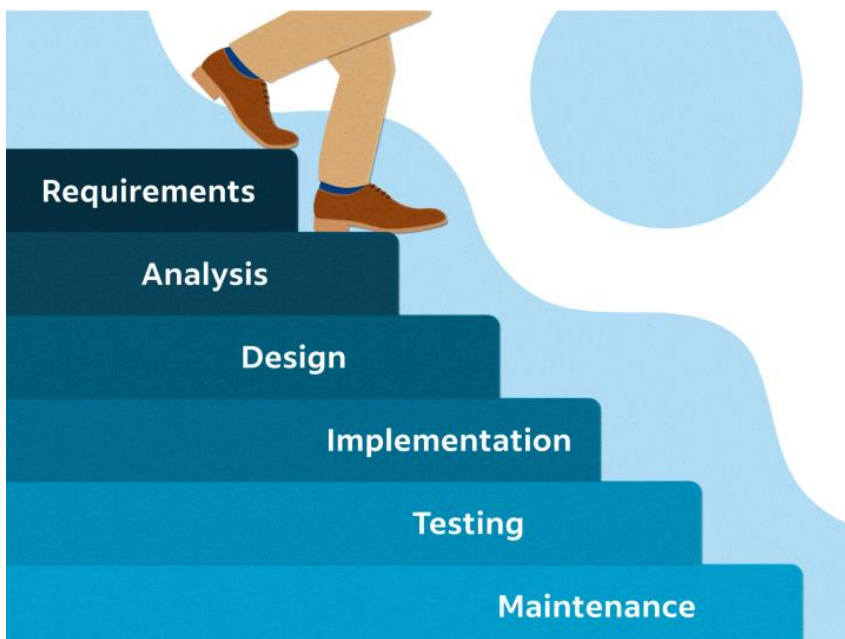 Requirements
Analysis
Design
Implementation
Testing
Maintenance